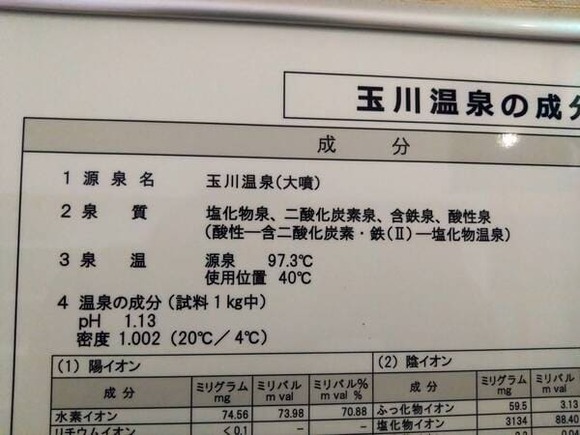 玉川温泉の成分
成 分
1 源 泉 名 玉川温泉(大噴)
2 泉 質 塩化物泉、二酸化炭素泉、含鉄泉、酸性泉
(酸性―含二酸化炭素・鉄(Ⅱ)―塩化物温泉)
3 泉 温 源泉 97.3℃
使用位置 40℃
4 温泉の成分(試料1kg中)
pH 1.13
密度 1.002(20℃/4℃)
(1) 陽イオン (2) 陰イオン
成 分 ミリグラム mg ミリバル m val ミリバル% m val % 成 分 ミリグラム mg ミリバル m val
水素イオン 74.56 73.98 70.88 ふっ化物イオン 59.5 3.13
リチウムイオン <0.1 － － 塩化物イオン 3134 88.40